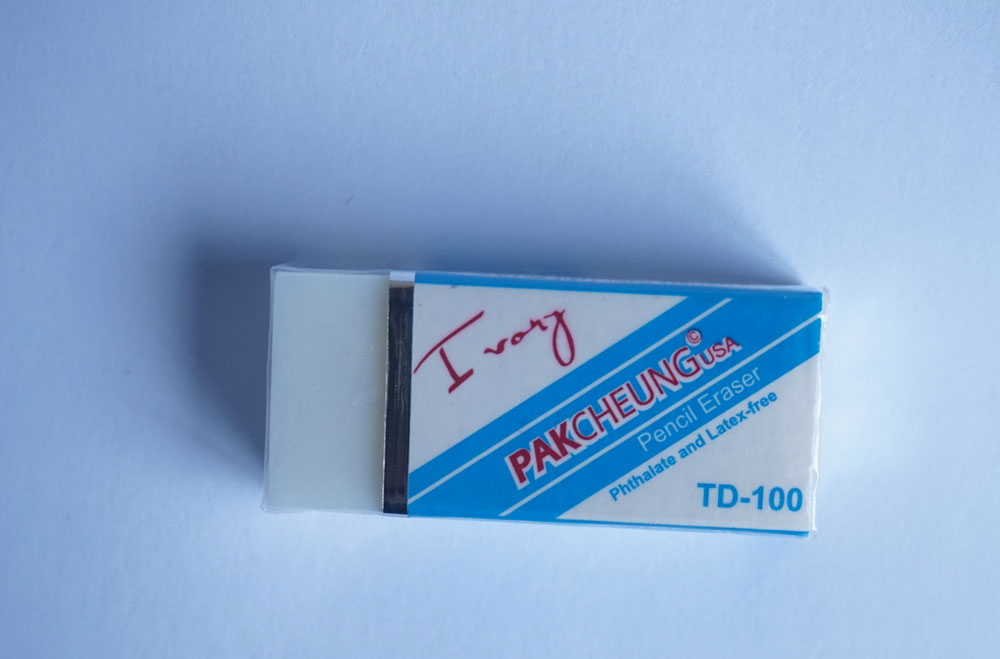 Ivory
PAKCHEUNG© USA
Pencil Eraser
Phthalate and Latex-free
TD-100